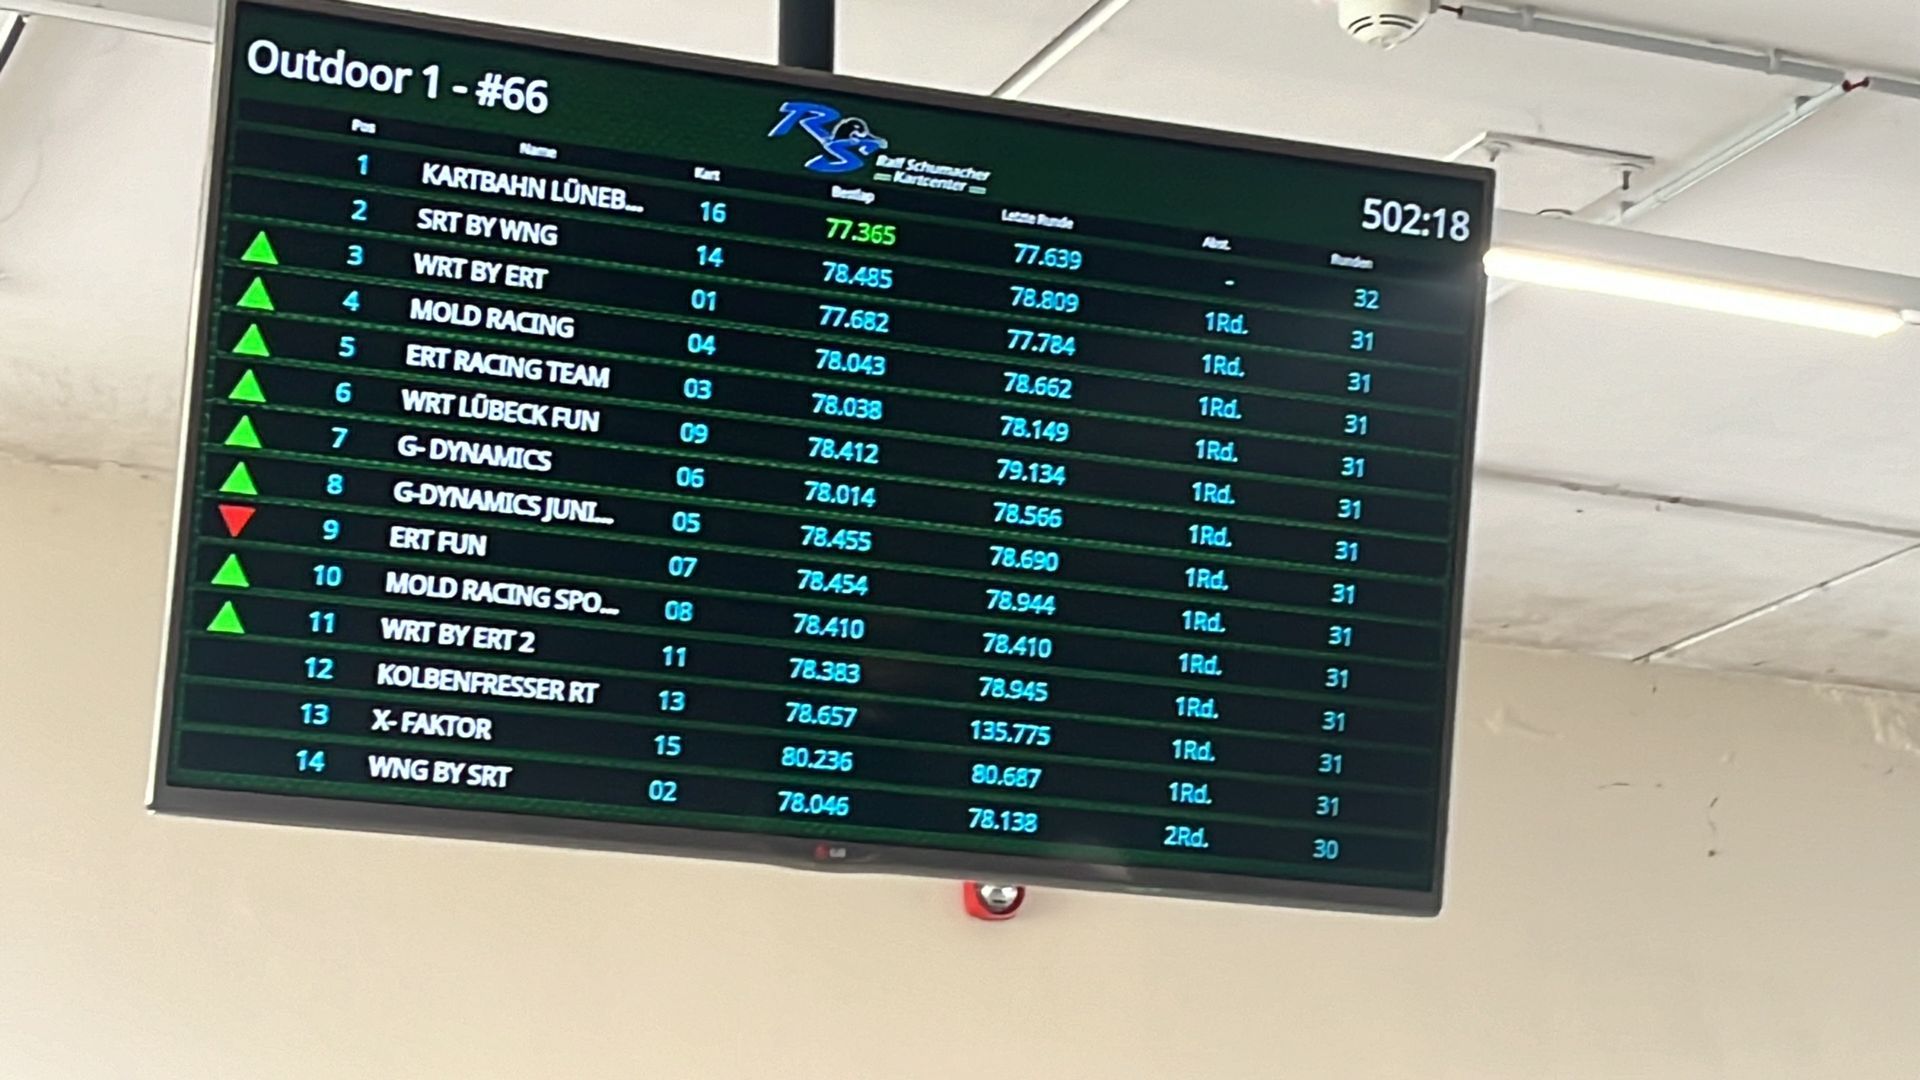 Outdoor 1 - #66
Ralf Schumacher
Kartcenter
502:18
Pos Name Kart Bestlap Letzte Runde Abst. Runden
1 KARTBAHN LÜNEB... 16 77.365 77.639 - 32
2 SRT BY WNG 14 78.485 78.809 1Rd. 31
3 WRT BY ERT 01 77.682 77.784 1Rd. 31
4 MOLD RACING 04 78.043 78.662 1Rd. 31
5 ERT RACING TEAM 03 78.038 78.149 1Rd. 31
6 WRT LÜBECK FUN 09 78.412 79.134 1Rd. 31
7 G- DYNAMICS 06 78.014 78.566 1Rd. 31
8 G-DYNAMICS JUNI... 05 78.455 78.690 1Rd. 31
9 ERT FUN 07 78.454 78.944 1Rd. 31
10 MOLD RACING SPO... 08 78.410 78.410 1Rd. 31
11 WRT BY ERT 2 11 78.383 78.945 1Rd. 31
12 KOLBENFRESSER RT 13 78.657 135.775 1Rd. 31
13 X- FAKTOR 15 80.236 80.687 1Rd. 31
14 WNG BY SRT 02 78.046 78.138 2Rd. 30
LG